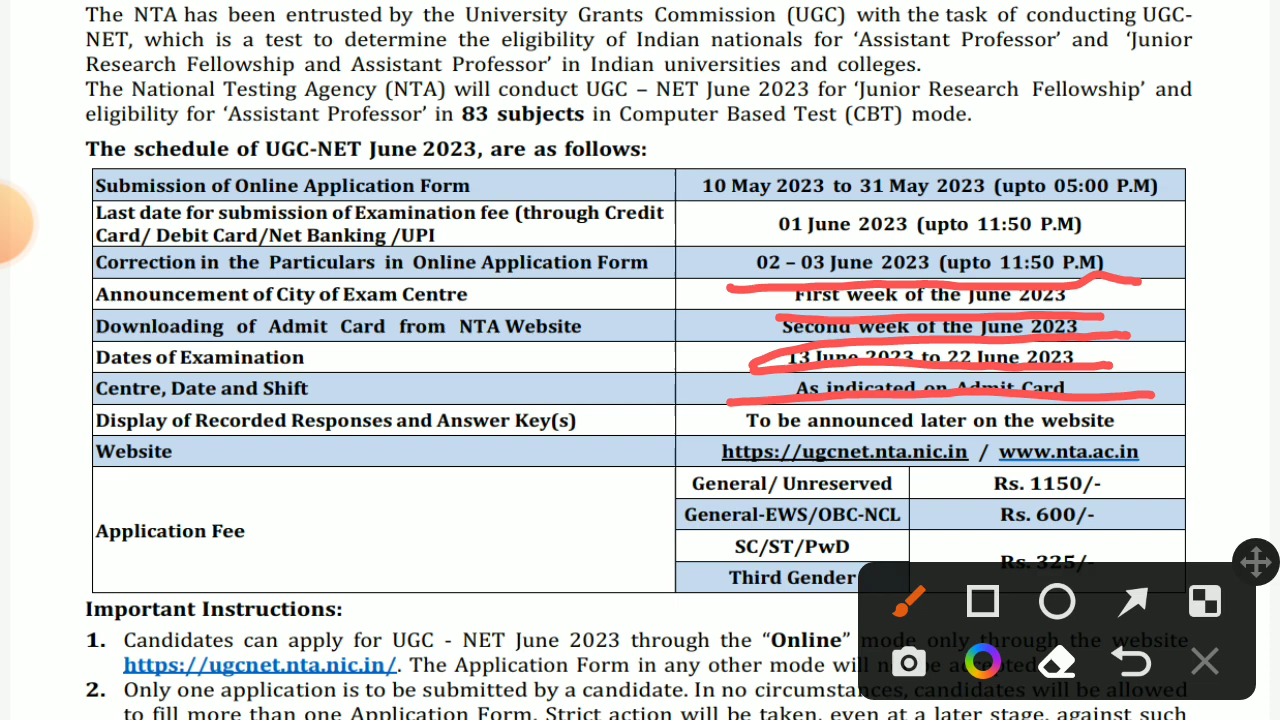 The NTA has been entrusted by the University Grants Commission (UGC) with the task of conducting UGC-
NET, which is a test to determine the eligibility of Indian nationals for ‘Assistant Professor’ and ‘Junior
Research Fellowship and Assistant Professor’ in Indian universities and colleges.
The National Testing Agency (NTA) will conduct UGC – NET June 2023 for ‘Junior Research Fellowship’ and
eligibility for ‘Assistant Professor’ in 83 subjects in Computer Based Test (CBT) mode.
The schedule of UGC-NET June 2023, are as follows:
Submission of Online Application Form 10 May 2023 to 31 May 2023 (upto 05:00 P.M)
Last date for submission of Examination fee (through Credit
Card/ Debit Card/Net Banking /UPI 01 June 2023 (upto 11:50 P.M)
Correction in the Particulars in Online Application Form 02 – 03 June 2023 (upto 11:50 P.M)
Announcement of City of Exam Centre First week of the June 2023
Downloading of Admit Card from NTA Website Second week of the June 2023
Dates of Examination 13 June 2023 to 22 June 2023
Centre, Date and Shift As indicated on Admit Card
Display of Recorded Responses and Answer Key(s) To be announced later on the website
Website https://ugcnet.nta.nic.in / www.nta.ac.in
Application Fee
General/ Unreserved Rs. 1150/-
General-EWS/OBC-NCL Rs. 600/-
SC/ST/PwD
Rs. 325/-
Third Gender
Important Instructions:
1. Candidates can apply for UGC - NET June 2023 through the “Online” mode only through the website
https://ugcnet.nta.nic.in/. The Application Form in any other mode will not be accepted.
2. Only one application is to be submitted by a candidate. In no circumstances, candidates will be allowed
to fill more than one Application Form. Strict action will be taken, even at a later stage, against such